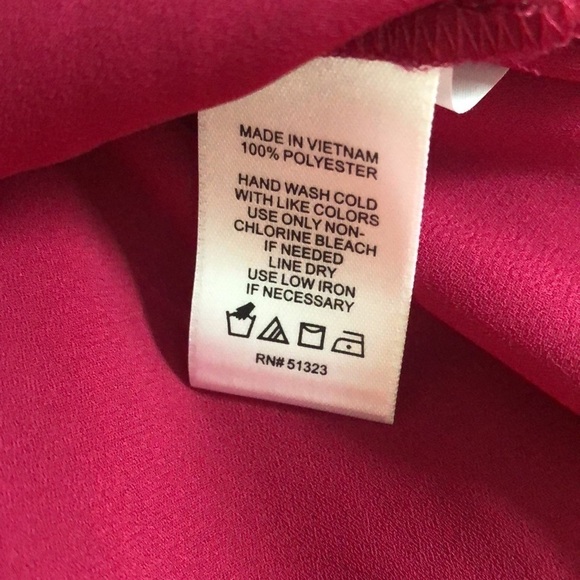 MADE IN VIETNAM
100% POLYESTER
HAND WASH COLD
WITH LIKE COLORS
USE ONLY NON-
CHLORINE BLEACH
IF NEEDED
LINE DRY
USE LOW IRON
IF NECESSARY
RN# 51323